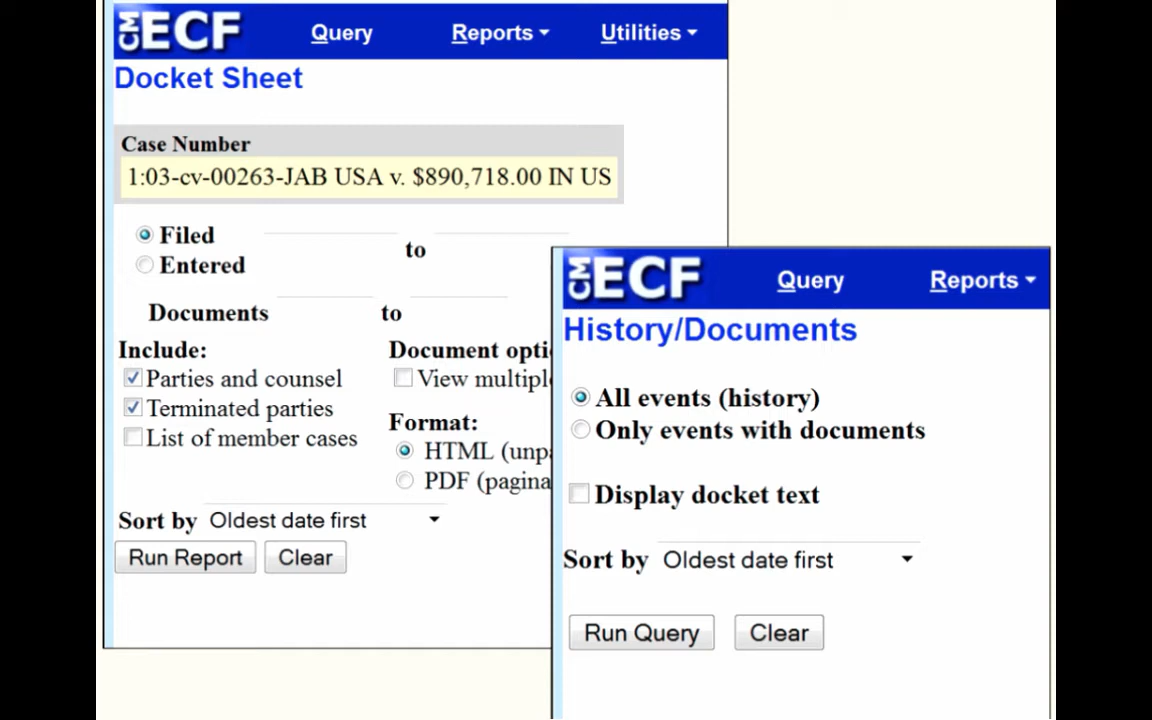 CM ECF Query Reports Utilities
Docket Sheet
Case Number
1:03-cv-00263-JAB USA v. $890,718.00 IN US
Filed
to
Entered
Documents to
Include:
Parties and counsel
Terminated parties
List of member cases
Document opti
View multipl
Format:
HTML (unpa
PDF (pagina
Sort by Oldest date first
Run Report Clear
CM ECF Query Reports
History/Documents
All events (history)
Only events with documents
Display docket text
Sort by Oldest date first
Run Query Clear